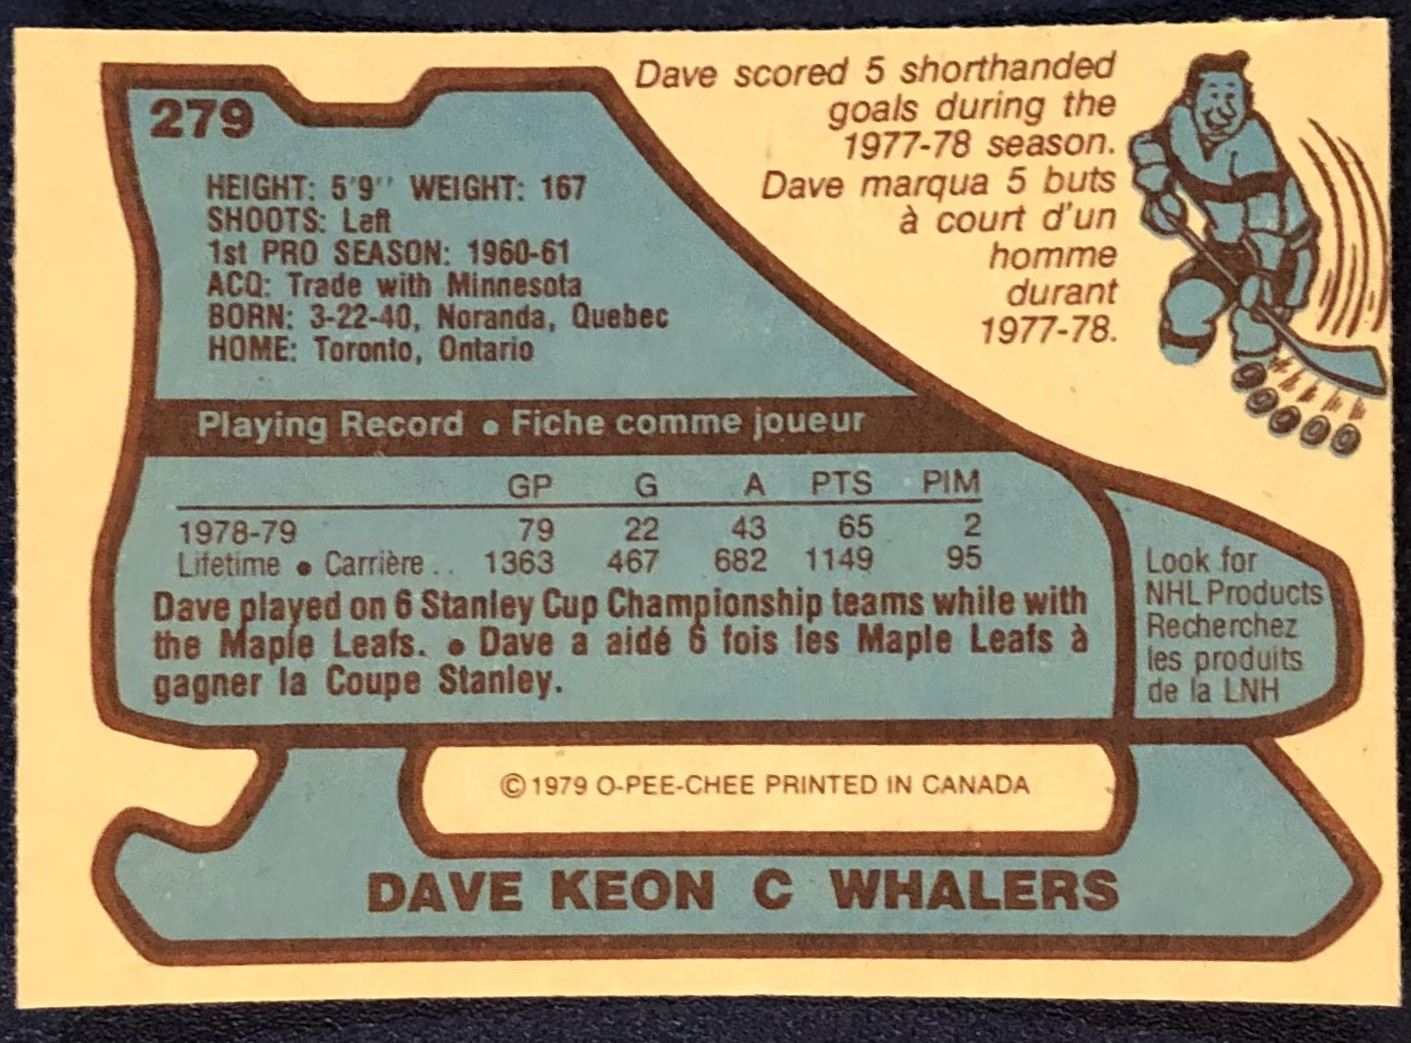 279
Dave scored 5 shorthanded
goals during the
1977-78 season.
Dave marqua 5 buts
à court d'un
homme
durant
1977-78.
HEIGHT: 5'9'' WEIGHT: 167
SHOOTS: Left
1st PRO SEASON: 1960-61
ACQ: Trade with Minnesota
BORN: 3-22-40, Noranda, Quebec
HOME: Toronto, Ontario
Playing Record • Fiche comme joueur
GP G A PTS PIM
1978-79 79 22 43 65 2
Lifetime • Carrière .. 1363 467 682 1149 95
Dave played on 6 Stanley Cup Championship teams while with
the Maple Leafs. • Dave a aidé 6 fois les Maple Leafs à
gagner la Coupe Stanley.
Look for
NHL Products
Recherchez
les produits
de la LNH
© 1979 O-PEE-CHEE PRINTED IN CANADA
DAVE KEON C WHALERS